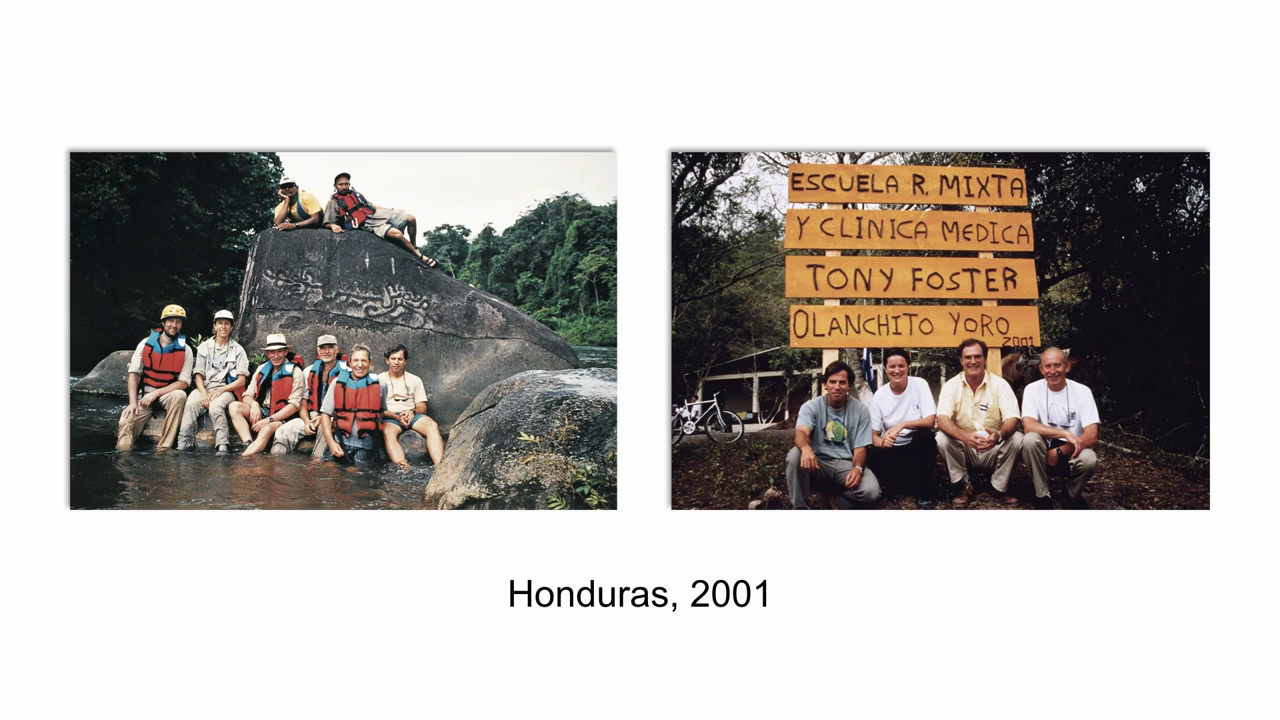 ESCUELA R. MIXTA
Y CLINICA MEDICA
TONY FOSTER
OLANCHITO YORO
2001
Honduras, 2001